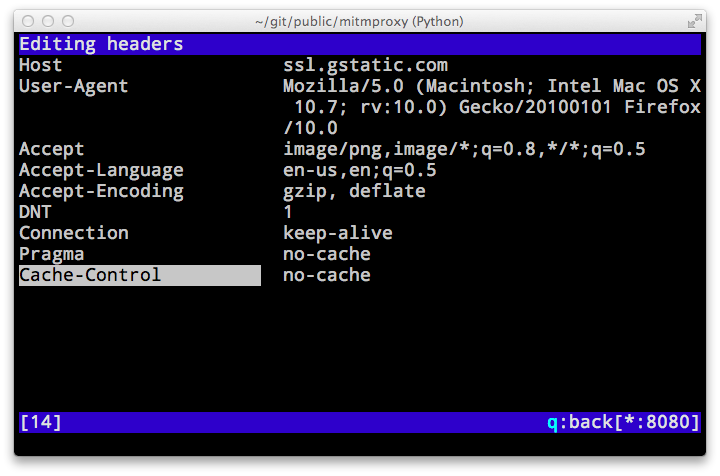 ~/git/public/mitmproxy (Python)
Editing headers
Host ssl.gstatic.com
User-Agent Mozilla/5.0 (Macintosh; Intel Mac OS X
10.7; rv:10.0) Gecko/20100101 Firefox
/10.0
Accept image/png,image/*;q=0.8,*/*;q=0.5
Accept-Language en-us,en;q=0.5
Accept-Encoding gzip, deflate
DNT 1
Connection keep-alive
Pragma no-cache
Cache-Control no-cache
[14] q:back[*:8080]